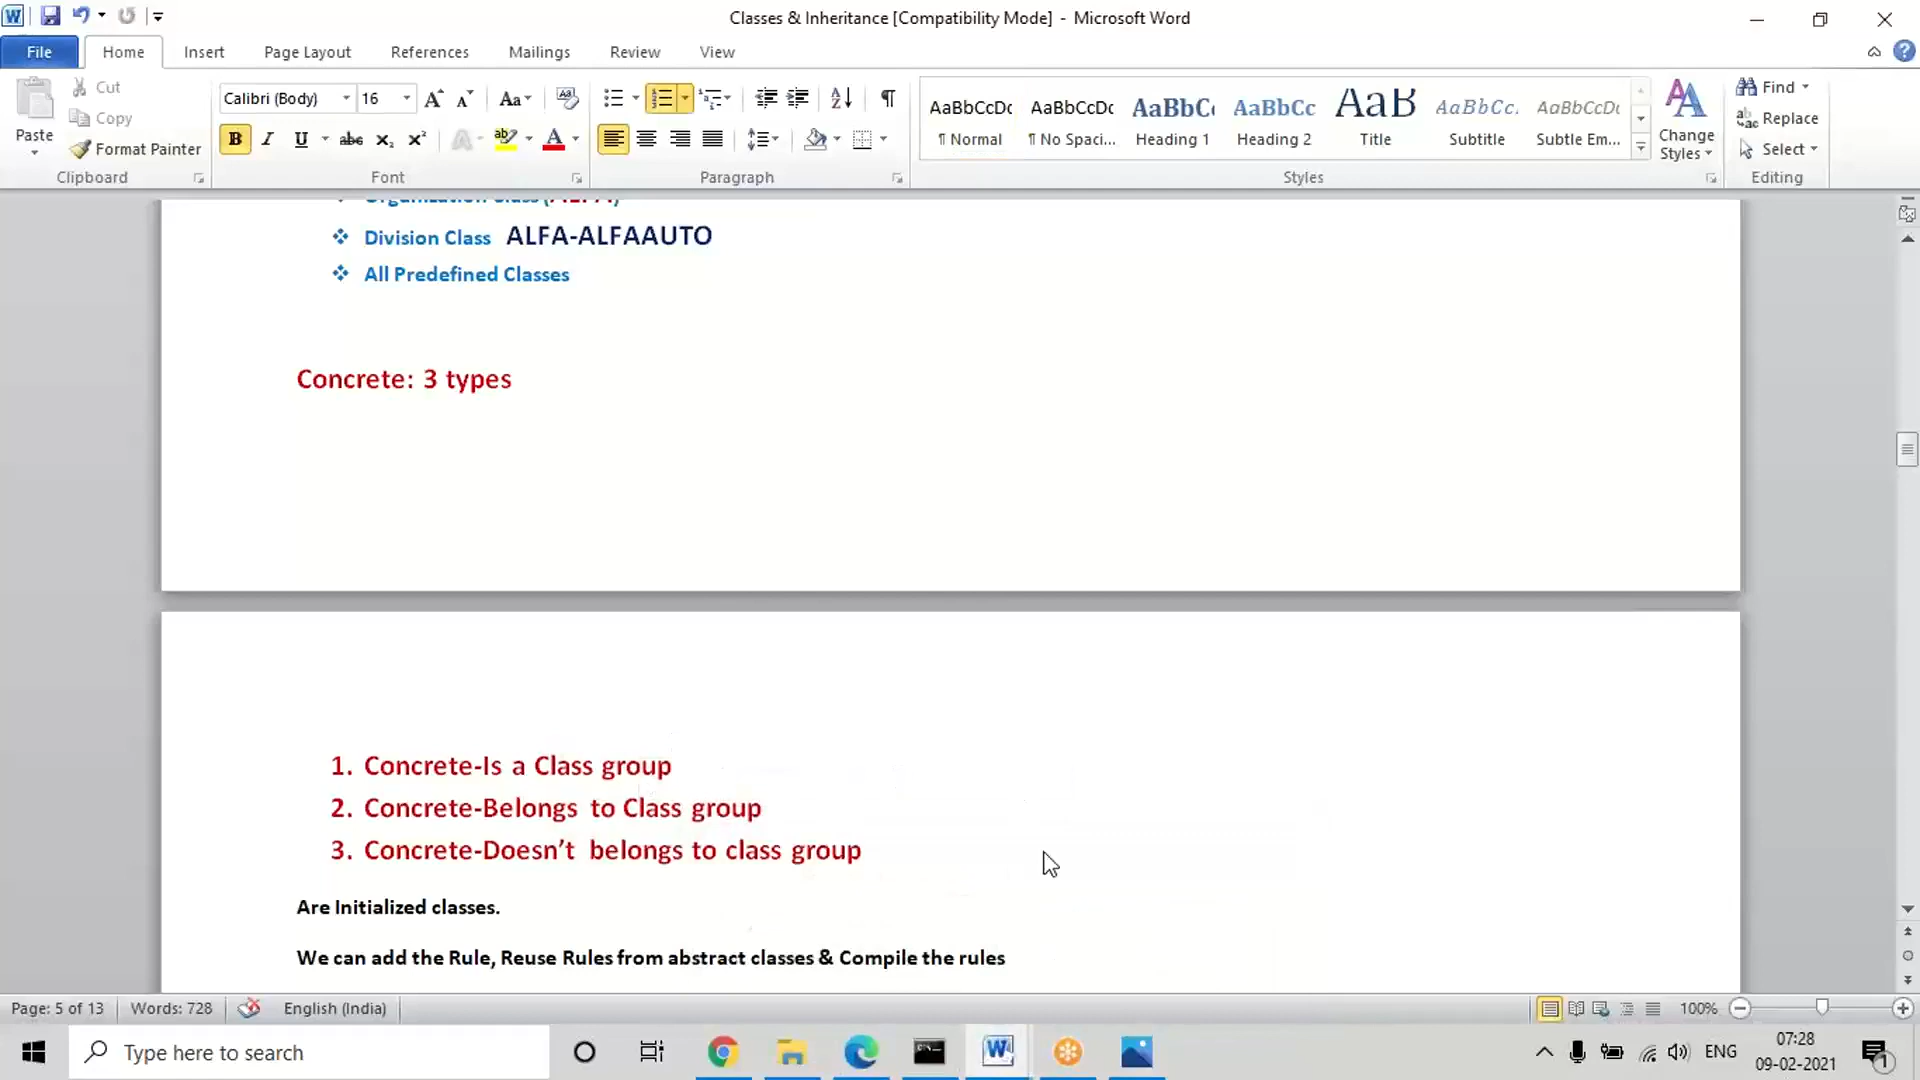 Classes & Inheritance [Compatibility Mode] - Microsoft Word
File Home Insert Page Layout References Mailings Review View
Paste
Cut
Copy
Format Painter
Clipboard
Calibri (Body) 16
Font
Paragraph
AaBbCcDc AaBbCcDc AaBbC AaBbCc AaB AaBbCc. AaBbCcDc
¶ Normal ¶ No Spaci... Heading 1 Heading 2 Title Subtitle Subtle Em...
Change
Styles
Styles
Find
Replace
Select
Editing
Division Class ALFA-ALFAAUTO
All Predefined Classes
Concrete: 3 types
1. Concrete-Is a Class group
2. Concrete-Belongs to Class group
3. Concrete-Doesn’t belongs to class group
Are Initialized classes.
We can add the Rule, Reuse Rules from abstract classes & Compile the rules
Page: 5 of 13 Words: 728 English (India) 100%
Type here to search
ENG
07:28
09-02-2021
1